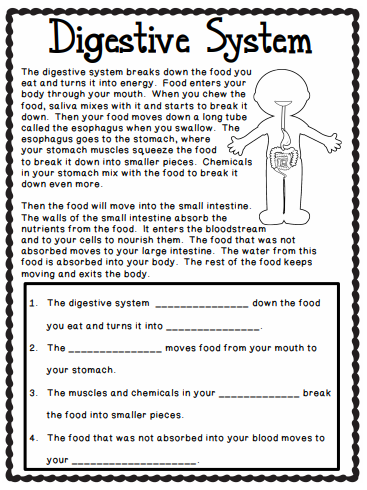 Digestive System
The digestive system breaks down the food you
eat and turns it into energy. Food enters your
body through your mouth. When you chew the
food, saliva mixes with it and starts to break it
down. Then your food moves down a long tube
called the esophagus when you swallow. The
esophagus goes to the stomach, where
your stomach muscles squeeze the food
to break it down into smaller pieces. Chemicals
in your stomach mix with the food to break it
down even more.
Then the food will move into the small intestine.
The walls of the small intestine absorb the
nutrients from the food. It enters the bloodstream
and to your cells to nourish them. The food that was not
absorbed moves to your large intestine. The water from this
food is absorbed into your body. The rest of the food keeps
moving and exits the body.
1. The digestive system _______________ down the food
you eat and turns it into _______________.
2. The _______________ moves food from your mouth to
your stomach.
3. The muscles and chemicals in your _____________ break
the food into smaller pieces.
4. The food that was not absorbed into your blood moves to
your ____________________.